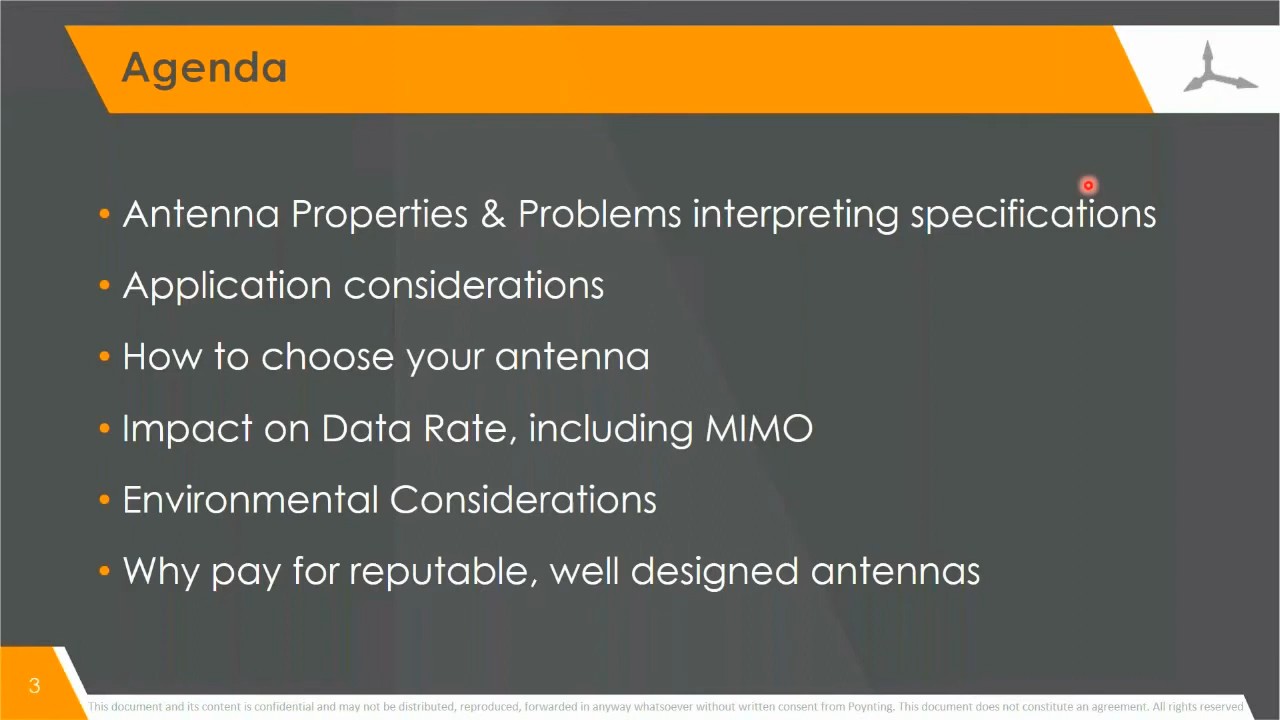 Agenda
• Antenna Properties & Problems interpreting specifications
• Application considerations
• How to choose your antenna
• Impact on Data Rate, including MIMO
• Environmental Considerations
• Why pay for reputable, well designed antennas
3
This document and its content is confidential and may not be distributed, reproduced, forwarded in anyway whatsoever without written consent from Poynting. This document does not constitute an agreement. All rights reserved